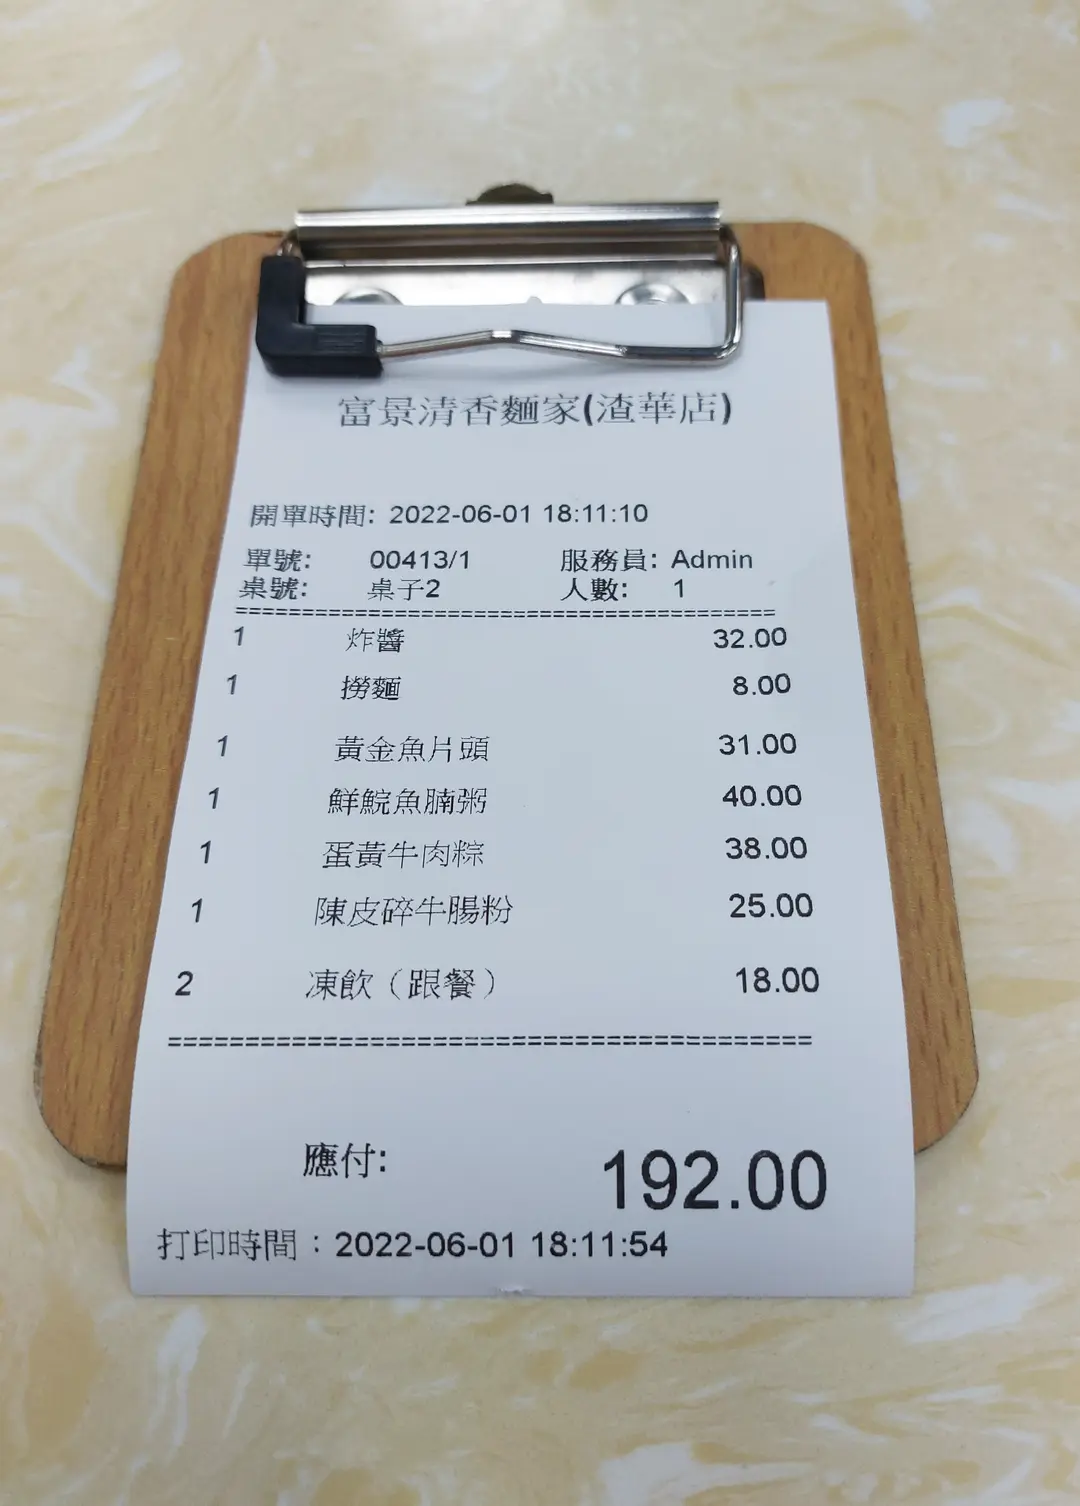 富景清香麵家(渣華店)
開單時間: 2022-06-01 18:11:10
單號: 00413/1 服務員: Admin
桌號: 桌子2 人數: 1
========================================
1 炸醬 32.00
1 撈麵 8.00
1 黃金魚片頭 31.00
1 鮮鯇魚腩粥 40.00
1 蛋黃牛肉粽 38.00
1 陳皮碎牛腸粉 25.00
2 凍飲（跟餐） 18.00
========================================
應付: 192.00
打印時間：2022-06-01 18:11:54